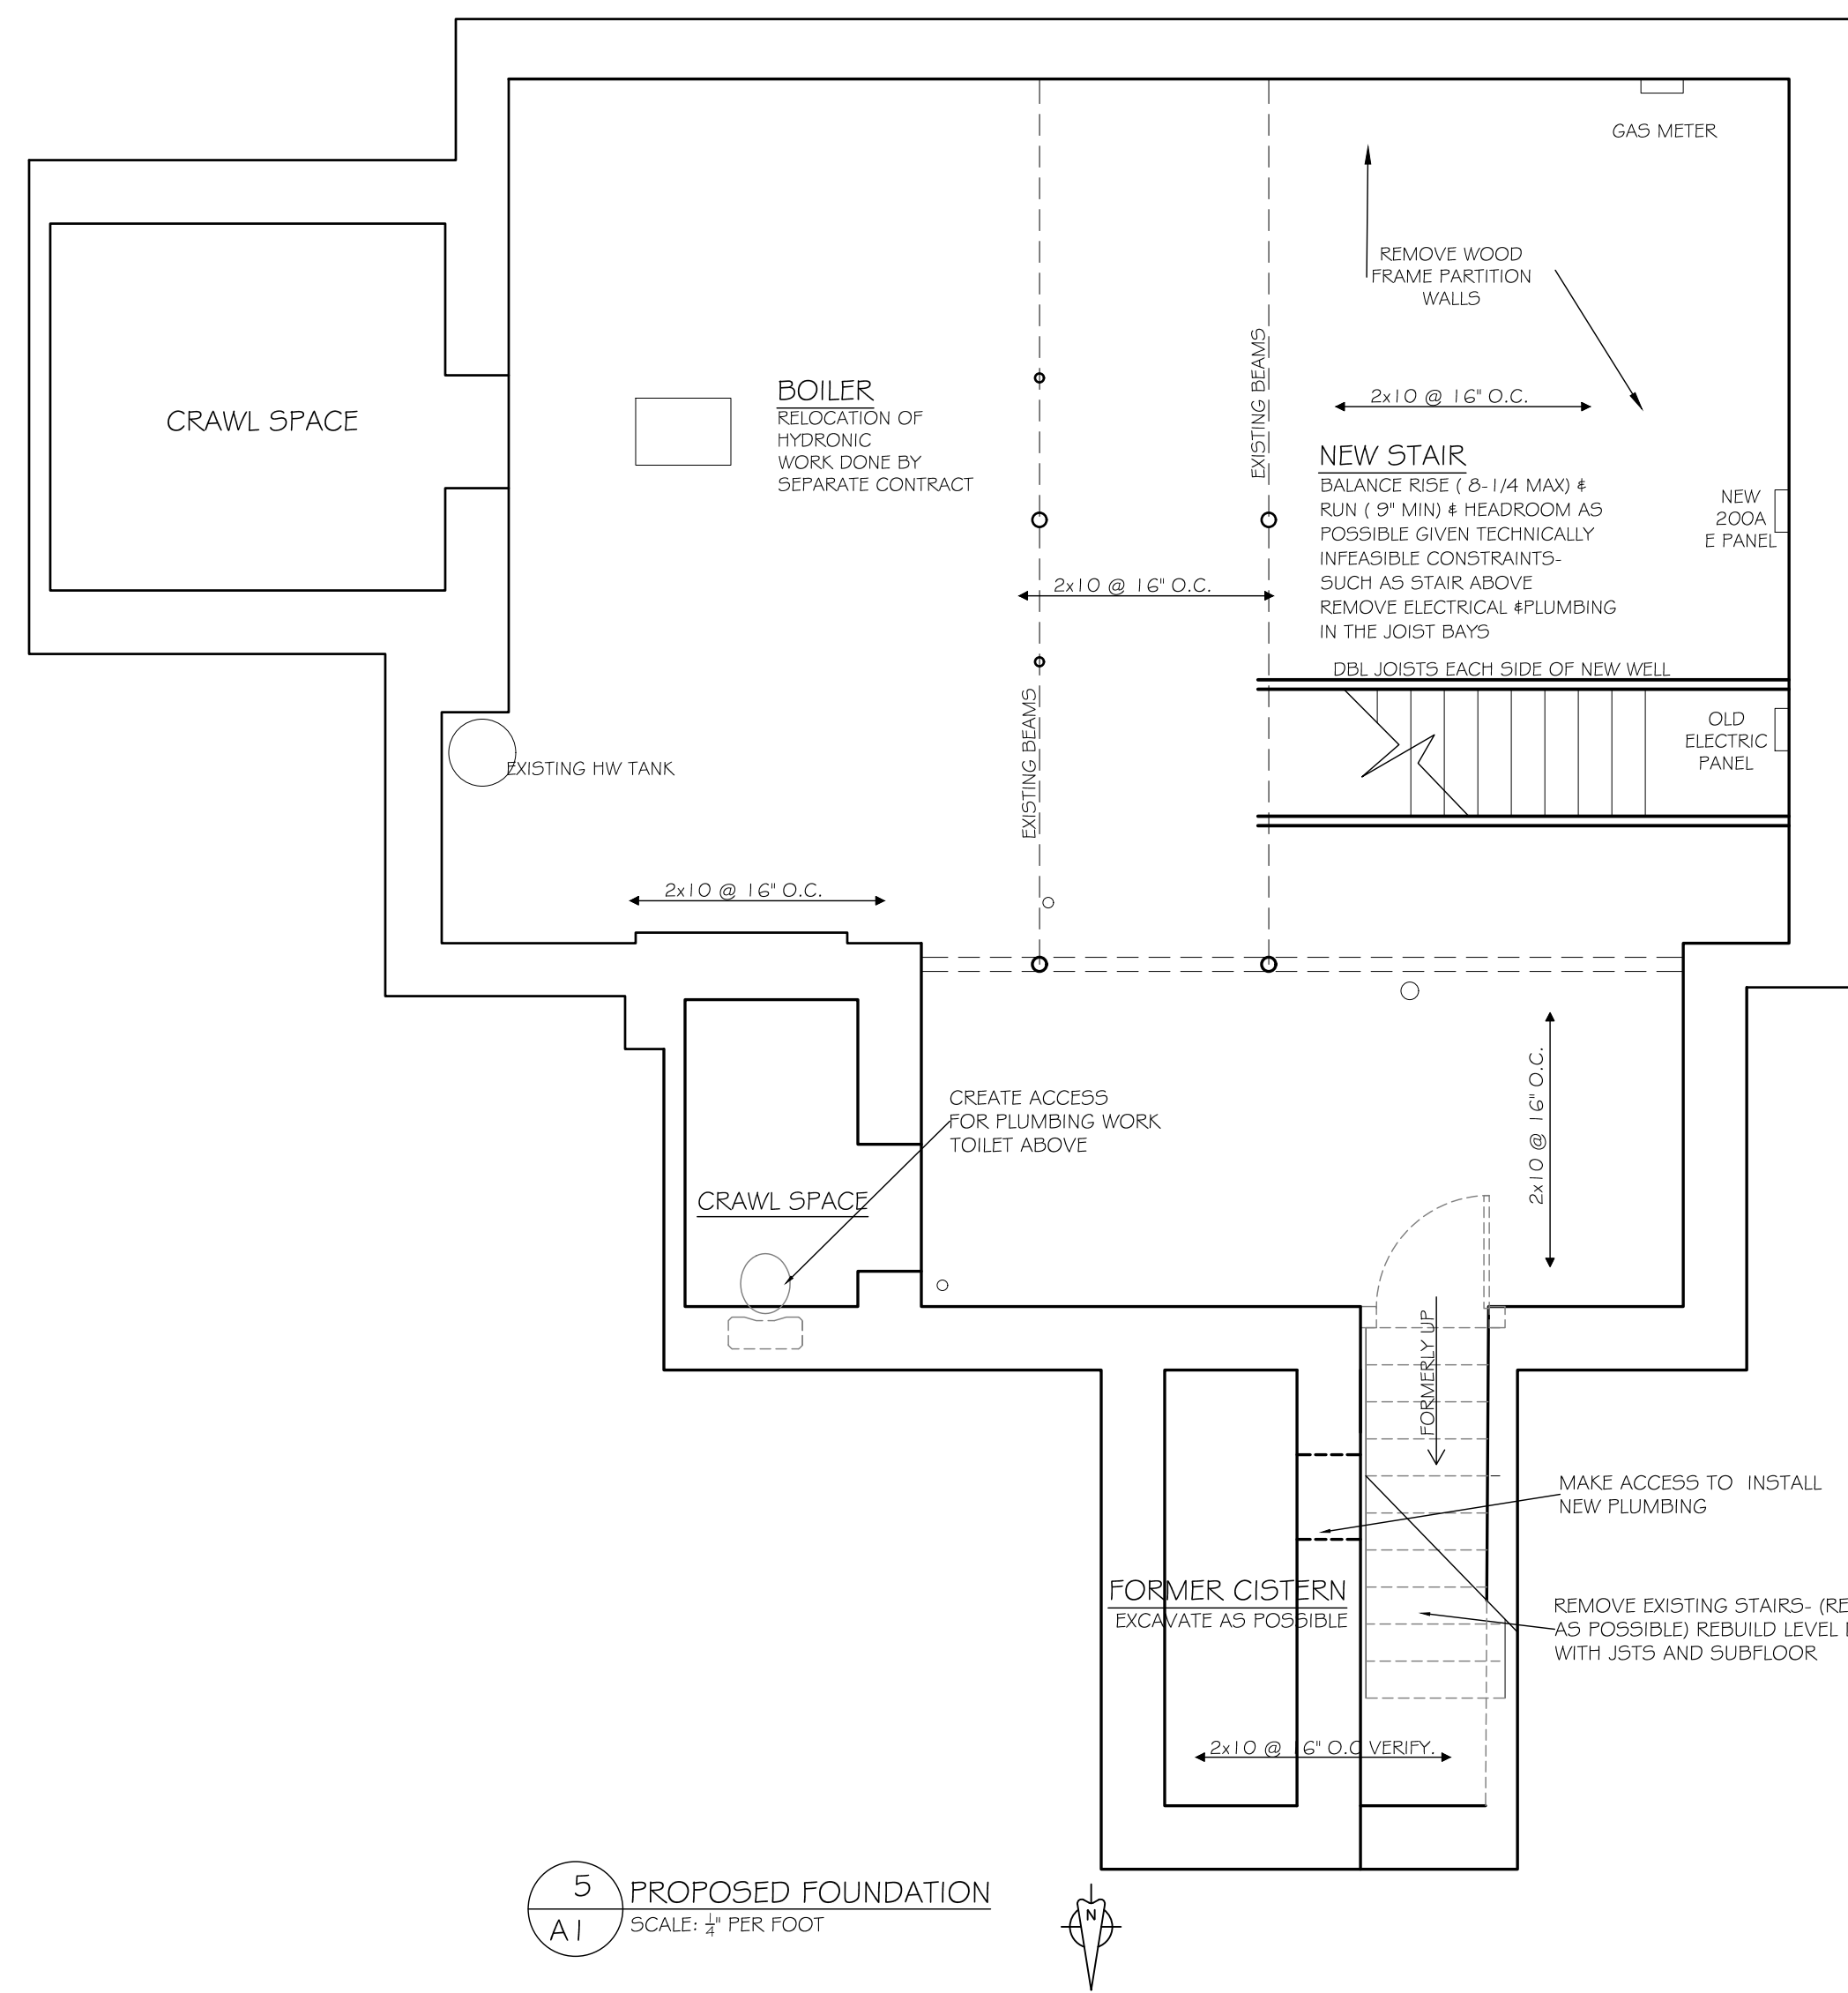 GAS METER
REMOVE WOOD
FRAME PARTITION
WALLS
EXISTING BEAMS
2x10 @ 16" O.C.
CRAWL SPACE
BOILER
RELOCATION OF
HYDRONIC
WORK DONE BY
SEPARATE CONTRACT
NEW STAIR
BALANCE RISE ( 8-1/4 MAX) &
RUN ( 9" MIN) & HEADROOM AS
POSSIBLE GIVEN TECHNICALLY
INFEASIBLE CONSTRAINTS-
SUCH AS STAIR ABOVE
REMOVE ELECTRICAL &PLUMBING
IN THE JOIST BAYS
NEW
200A
E PANEL
2x10 @ 16" O.C.
DBL JOISTS EACH SIDE OF NEW WELL
EXISTING BEAMS
OLD
ELECTRIC
PANEL
EXISTING HW TANK
2x10 @ 16" O.C.
CREATE ACCESS
FOR PLUMBING WORK
TOILET ABOVE
2x10 @ 16" O.C.
CRAWL SPACE
FORMERLY UP
MAKE ACCESS TO INSTALL
NEW PLUMBING
FORMER CISTERN
EXCAVATE AS POSSIBLE
REMOVE EXISTING STAIRS- (RE
AS POSSIBLE) REBUILD LEVEL
WITH JSTS AND SUBFLOOR
2x10 @ 16" O.C VERIFY.
5
A1
PROPOSED FOUNDATION
SCALE: 1/4" PER FOOT
N